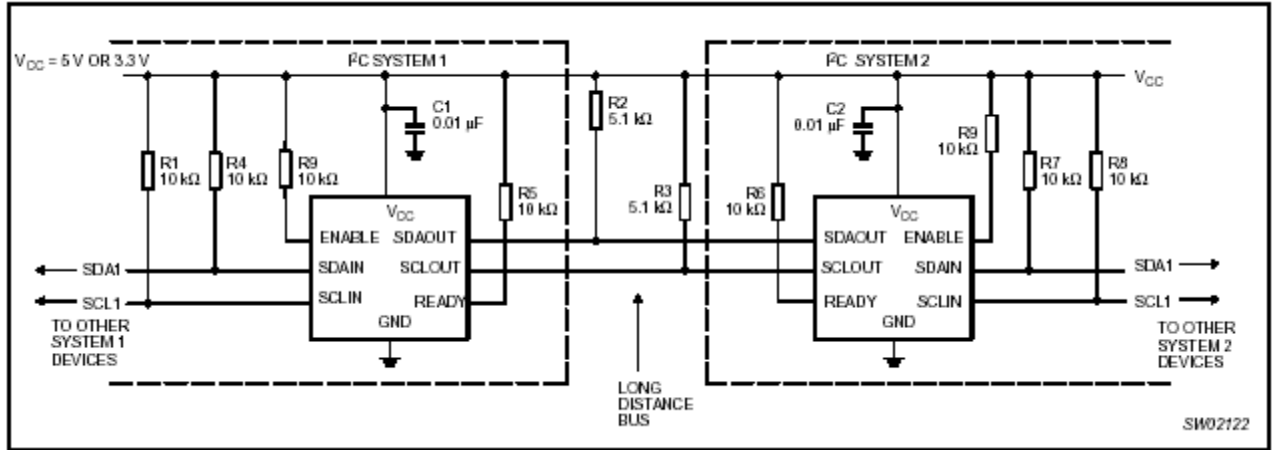 V_CC = 5 V OR 3.3 V
I²C SYSTEM 1
I²C SYSTEM 2
V_CC
C1
0.01 µF
R2
5.1 kΩ
C2
0.01 µF
R9
10 kΩ
R1
10 kΩ
R4
10 kΩ
R9
10 kΩ
R5
10 kΩ
R3
5.1 kΩ
R6
10 kΩ
R7
10 kΩ
R8
10 kΩ
V_CC
ENABLE SDAOUT
SDAIN SCLOUT
SCLIN READY
GND
V_CC
SDAOUT ENABLE
SCLOUT SDAIN
READY SCLIN
GND
SDA1
SCL1
TO OTHER
SYSTEM 1
DEVICES
SDA1
SCL1
TO OTHER
SYSTEM 2
DEVICES
LONG
DISTANCE
BUS
SW02122